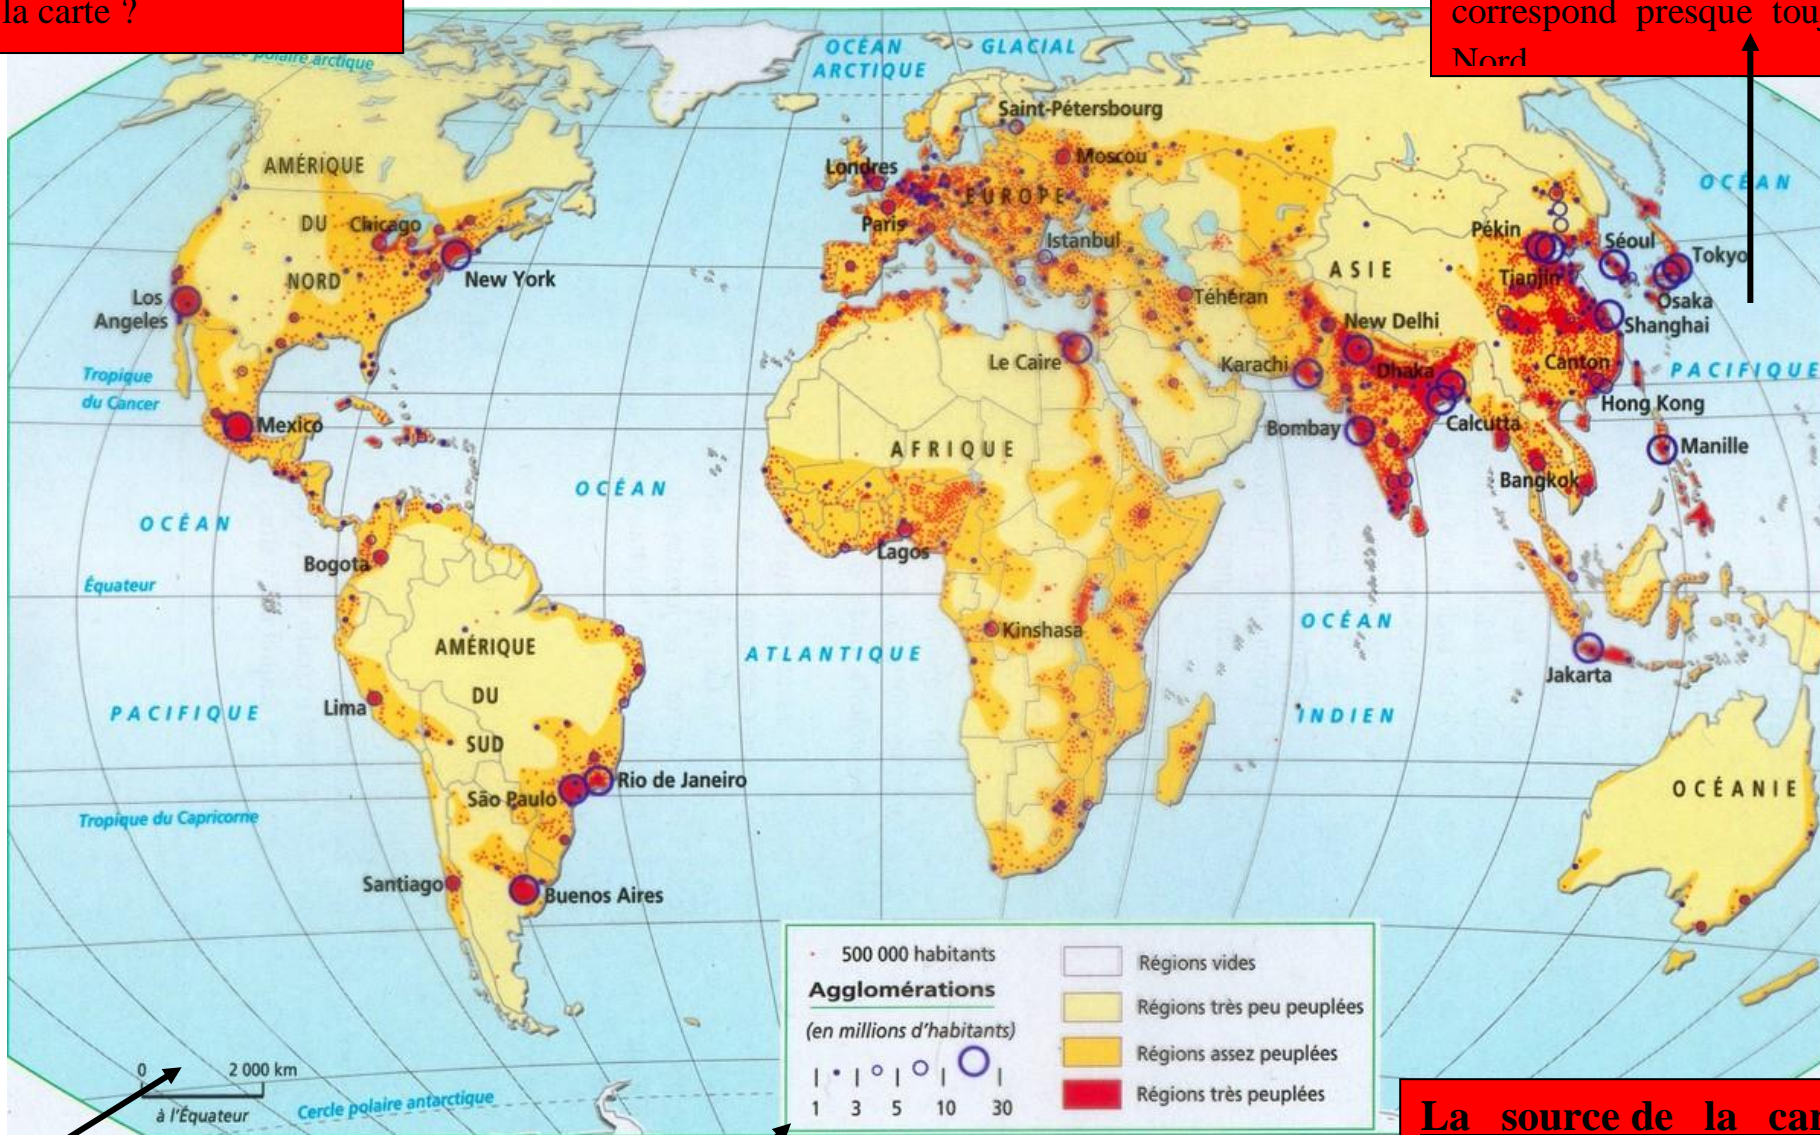 la carte ?
correspond presque tou
Nord
Cercle polaire arctique
OCÉAN
ARCTIQUE
GLACIAL
Saint-Pétersbourg
AMÉRIQUE
DU
NORD
Chicago
New York
Los
Angeles
Londres
Moscou
EUROPE
Paris
Istanbul
OCÉAN
Pékin
Séoul
Tokyo
ASIE
Tianjin
Osaka
Téhéran
Shanghai
New Delhi
Le Caire
Karachi
Dhaka
Canton
PACIFIQUE
Tropique
du Cancer
Hong Kong
Mexico
Bombay
Calcutta
AFRIQUE
Manille
Bangkok
OCÉAN
OCÉAN
Lagos
Bogota
Équateur
Kinshasa
OCÉAN
AMÉRIQUE
DU
SUD
ATLANTIQUE
Jakarta
Lima
PACIFIQUE
INDIEN
Rio de Janeiro
São Paulo
OCÉANIE
Tropique du Capricorne
Santiago
Buenos Aires
500 000 habitants
Agglomérations
(en millions d'habitants)
1 3 5 10 30
Régions vides
Régions très peu peuplées
Régions assez peuplées
Régions très peuplées
0 2 000 km
à l'Équateur
Cercle polaire antarctique
La source de la ca